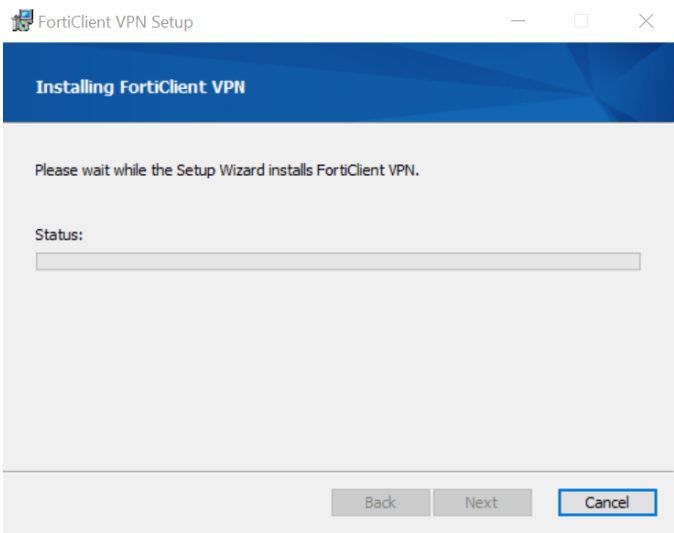 FortiClient VPN Setup
Installing FortiClient VPN
Please wait while the Setup Wizard installs FortiClient VPN.
Status:
Back Next Cancel